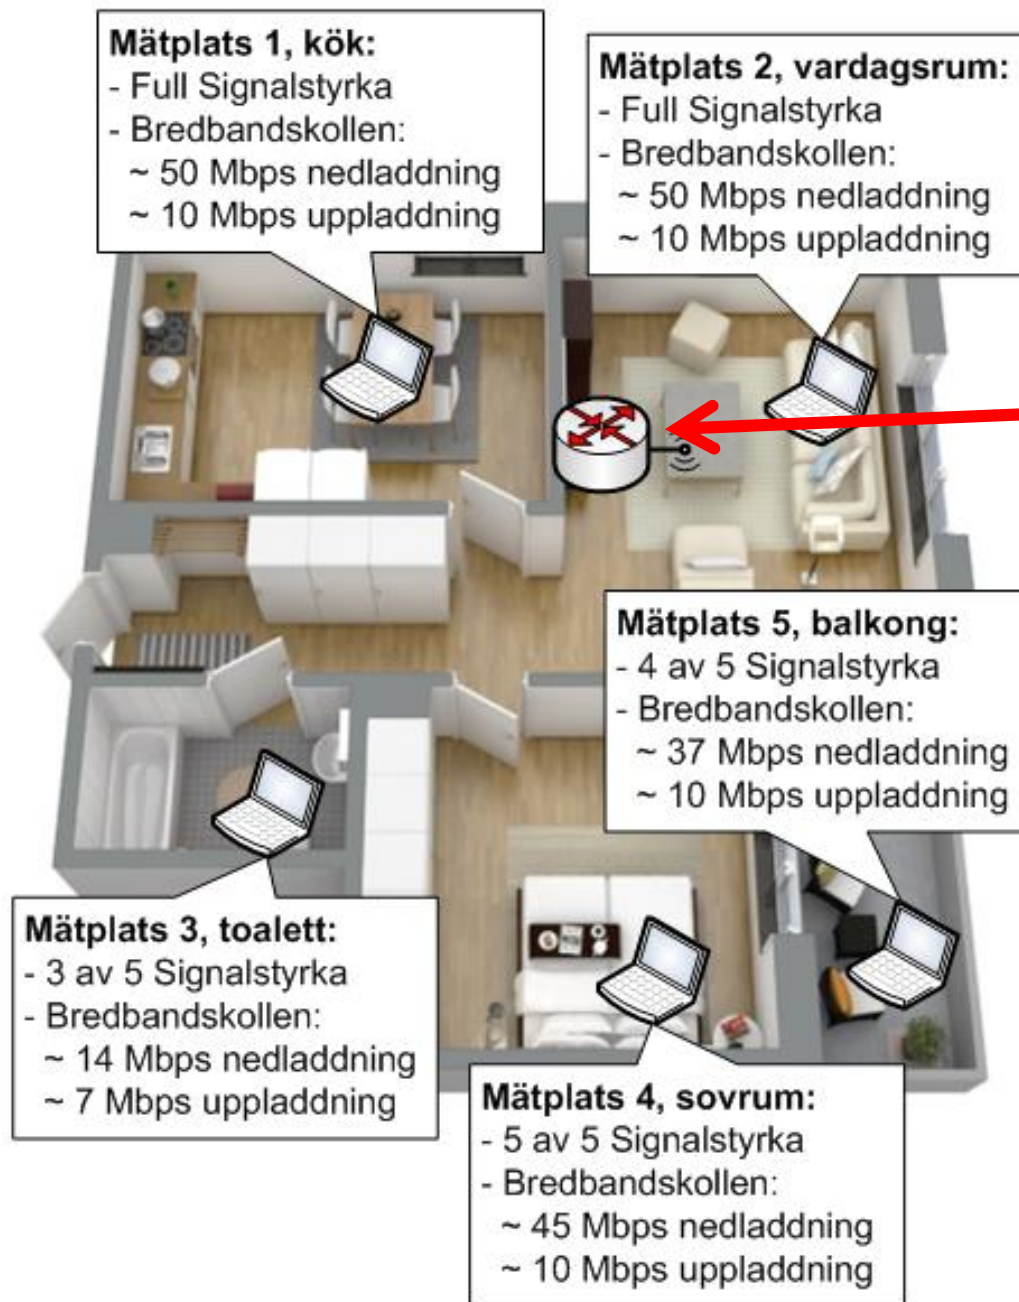 Mätplats 1, kök:
- Full Signalstyrka
- Bredbandskollen:
~ 50 Mbps nedladdning
~ 10 Mbps uppladdning
Mätplats 2, vardagsrum:
- Full Signalstyrka
- Bredbandskollen:
~ 50 Mbps nedladdning
~ 10 Mbps uppladdning
Mätplats 5, balkong:
- 4 av 5 Signalstyrka
- Bredbandskollen:
~ 37 Mbps nedladdning
~ 10 Mbps uppladdning
Mätplats 3, toalett:
- 3 av 5 Signalstyrka
- Bredbandskollen:
~ 14 Mbps nedladdning
~ 7 Mbps uppladdning
Mätplats 4, sovrum:
- 5 av 5 Signalstyrka
- Bredbandskollen:
~ 45 Mbps nedladdning
~ 10 Mbps uppladdning